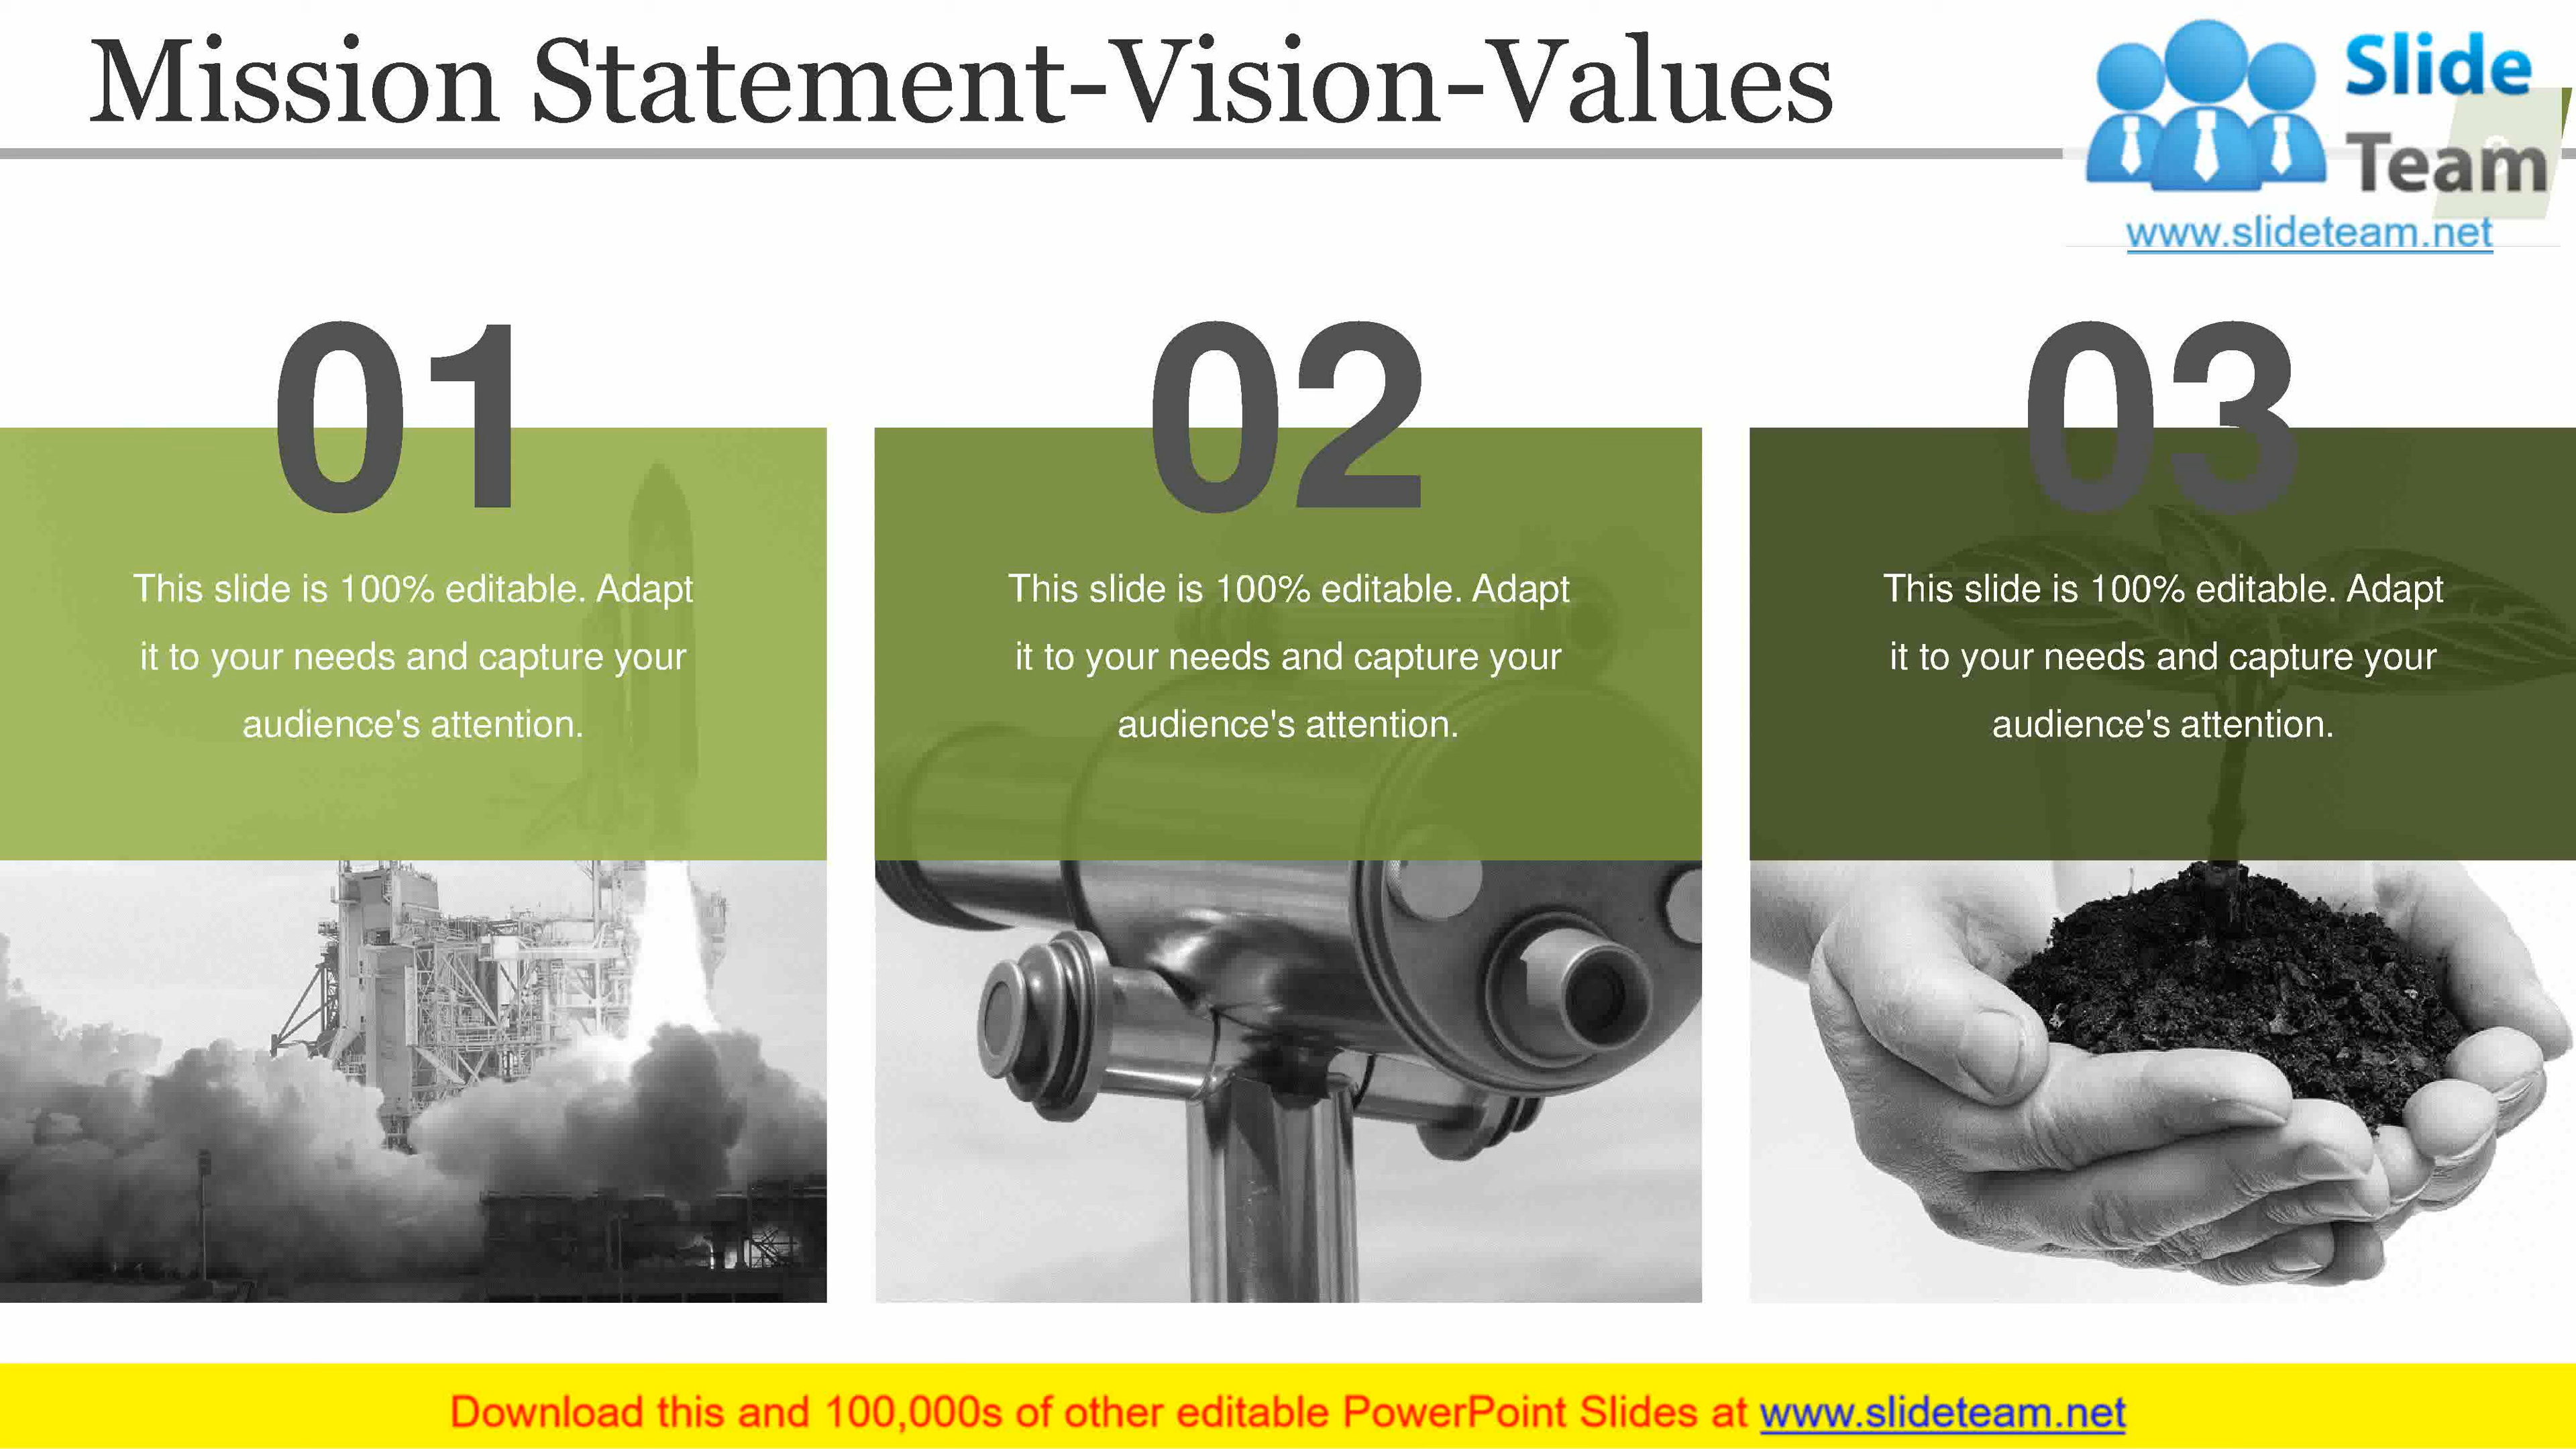 Mission Statement-Vision-Values
Slide
Team
www.slideteam.net
01
This slide is 100% editable. Adapt
it to your needs and capture your
audience's attention.
02
This slide is 100% editable. Adapt
it to your needs and capture your
audience's attention.
03
This slide is 100% editable. Adapt
it to your needs and capture your
audience's attention.
Download this and 100,000s of other editable PowerPoint Slides at www.slideteam.net